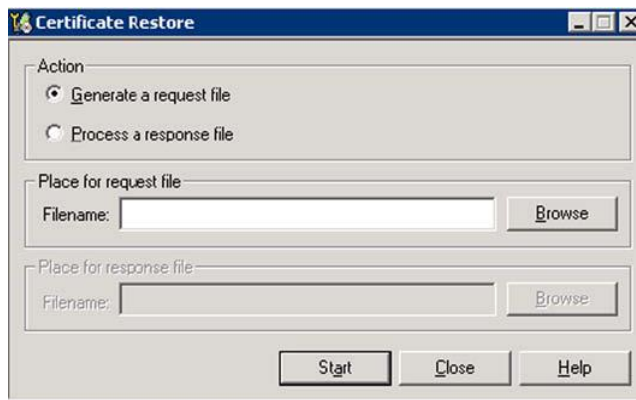 Certificate Restore
Action
Generate a request file
Process a response file
Place for request file
Filename:
Browse
Place for response file
Filename:
Browse
Start Close Help